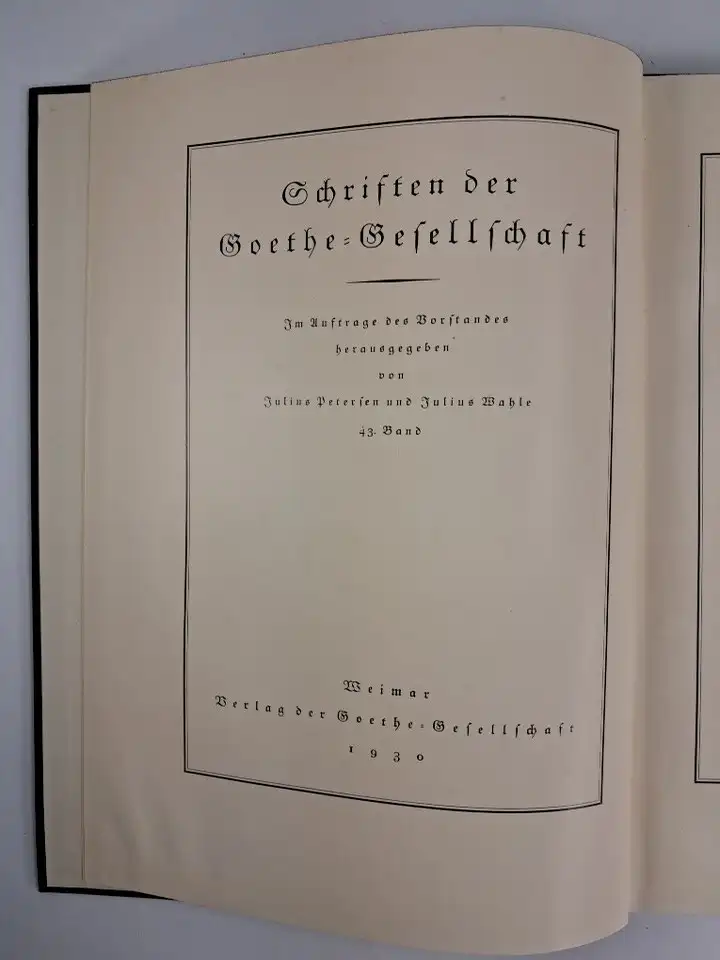 Schriften der
Goethe-Gesellschaft
Im Auftrage des Vorstandes
herausgegeben
von
Julius Petersen und Julius Wahle
43. Band
Weimar
Verlag der Goethe-Gesellschaft
1930